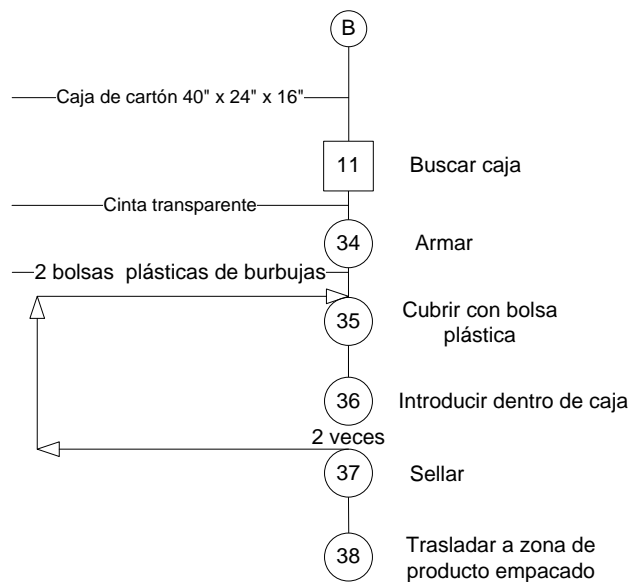 B
Caja de cartón 40" x 24" x 16"
11
Buscar caja
Cinta transparente
34
Armar
2 bolsas plásticas de burbujas
35
Cubrir con bolsa
plástica
36
Introducir dentro de caja
2 veces
37
Sellar
38
Trasladar a zona de
producto empacado